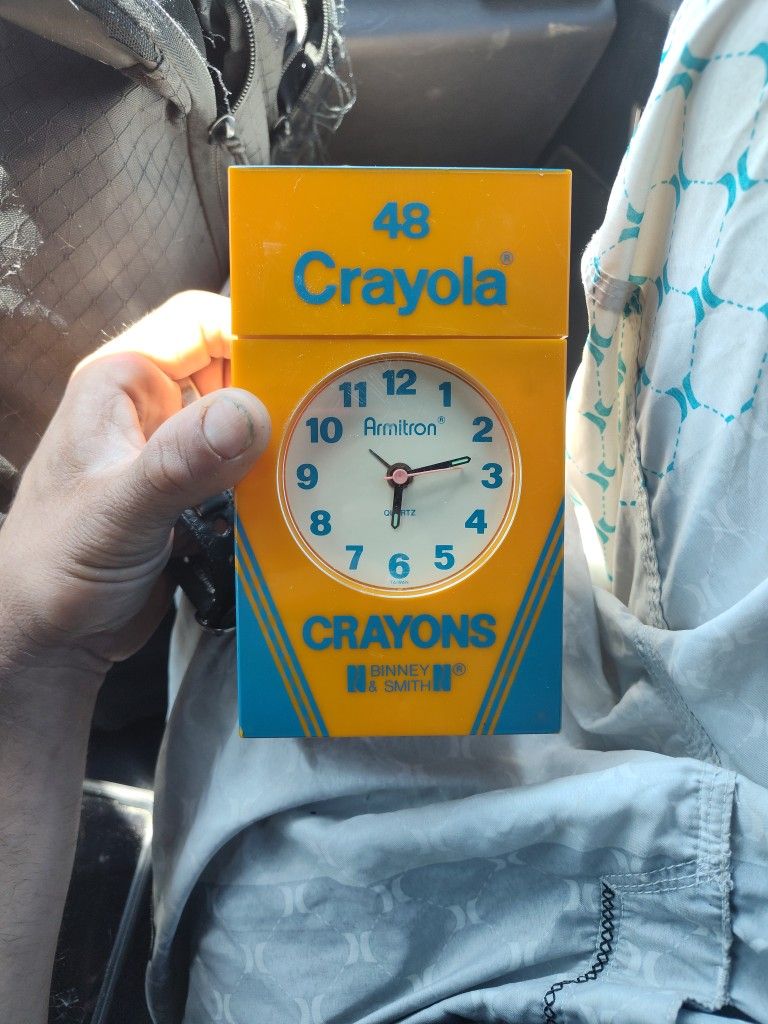 48
Crayola®
12
11 1
Armitron®
10 2
9 3
QUARTZ
8 4
7 5
6
TAIWAN
CRAYONS
BINNEY ®
& SMITH